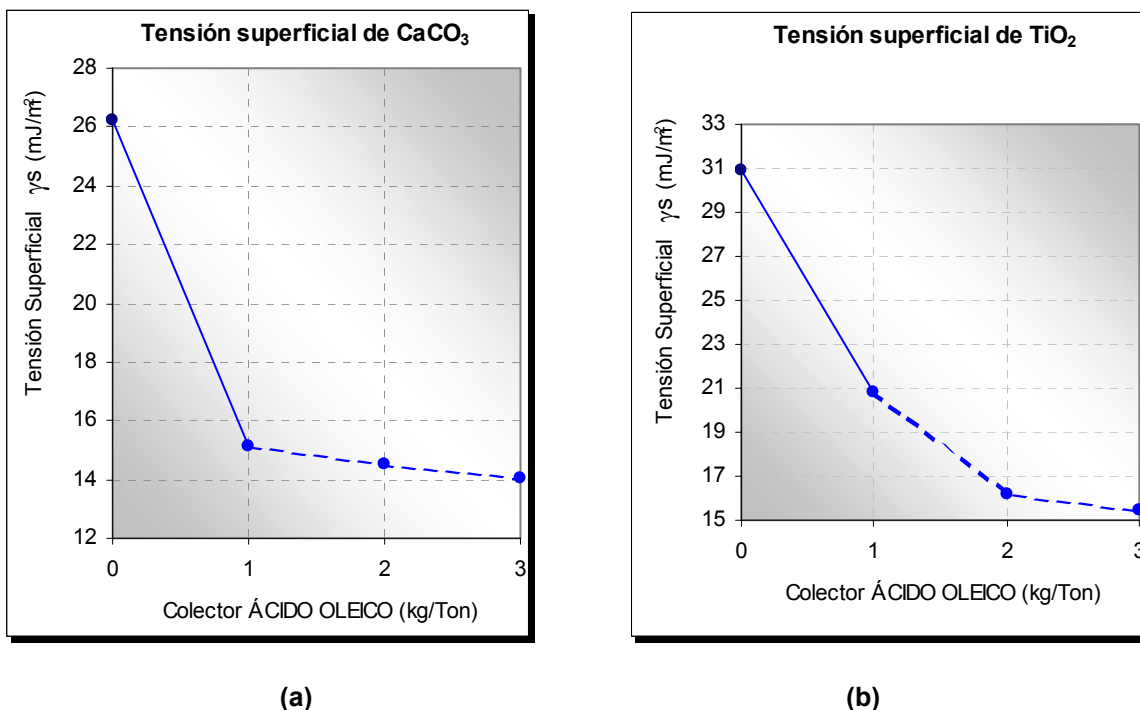 Tensión superficial de CaCO₃
Tensión Superficial γs (mJ/m²)
28
26
24
22
20
18
16
14
12
0 1 2 3
Colector ÁCIDO OLEICO (kg/Ton)
(a)
Tensión superficial de TiO₂
Tensión Superficial γs (mJ/m²)
33
31
29
27
25
23
21
19
17
15
0 1 2 3
Colector ÁCIDO OLEICO (kg/Ton)
(b)